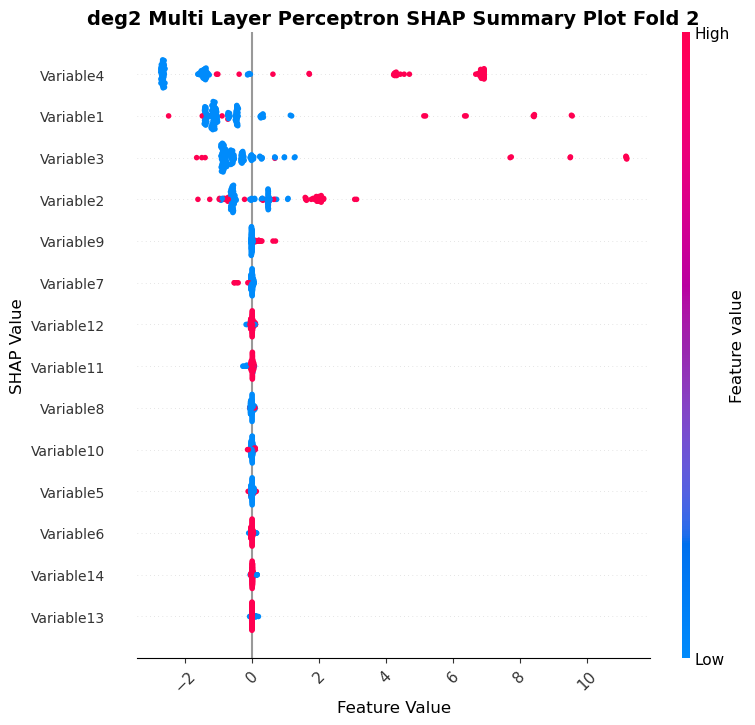 deg2 Multi Layer Perceptron SHAP Summary Plot Fold 2
High
Variable4
Variable1
Variable3
Variable2
Variable9
Variable7
Variable12
Variable11
Variable8
Variable10
Variable5
Variable6
Variable14
Variable13
SHAP Value
Feature value
Low
−2 0 2 4 6 8 10
Feature Value